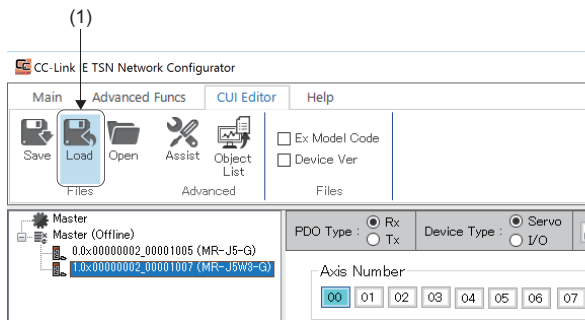 (1)
CC-Link IE TSN Network Configurator
Main Advanced Funcs CUI Editor Help
Save Load Open Assist Object List
Ex Model Code
Device Ver
Files Advanced Files
Master
Master (Offline)
0.0x00000002_00001005 (MR-J5-G)
1.0x00000002_00001007 (MR-J5W3-G)
PDO Type : Rx Tx Device Type : Servo I/O
Axis Number
00 01 02 03 04 05 06 07